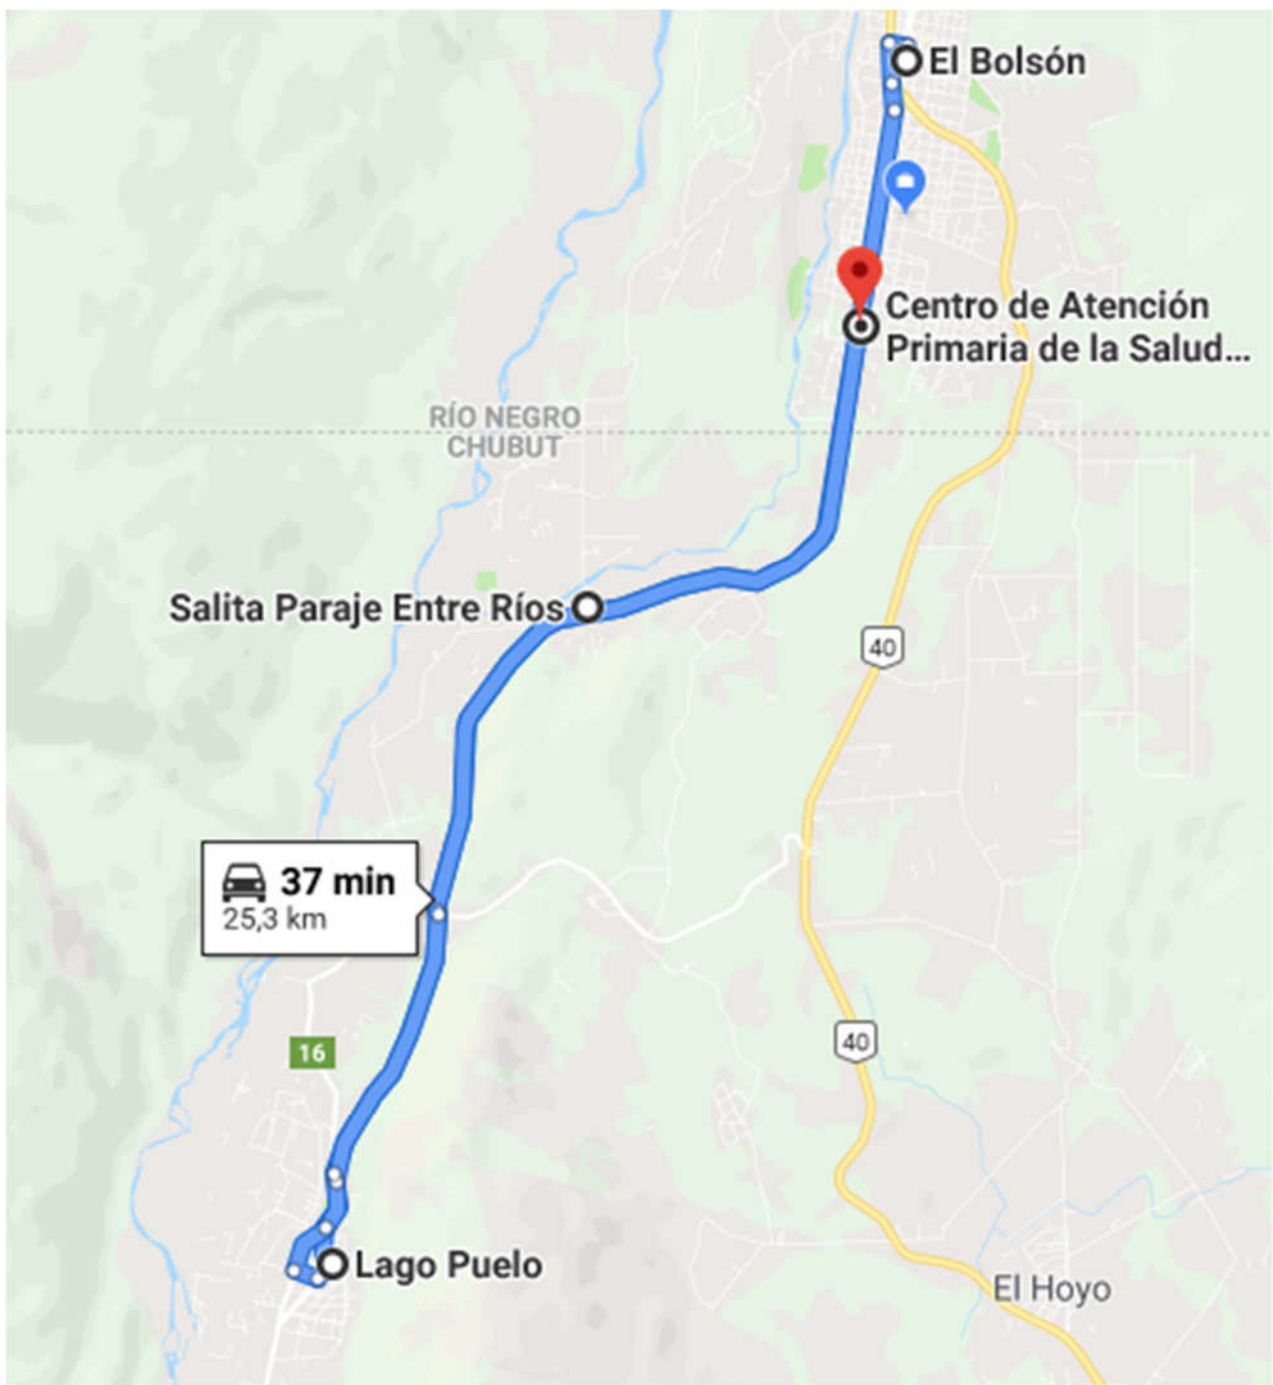 El Bolsón
Centro de Atención
Primaria de la Salud...
RÍO NEGRO
CHUBUT
Salita Paraje Entre Ríos
40
37 min
25,3 km
40
16
Lago Puelo
El Hoyo